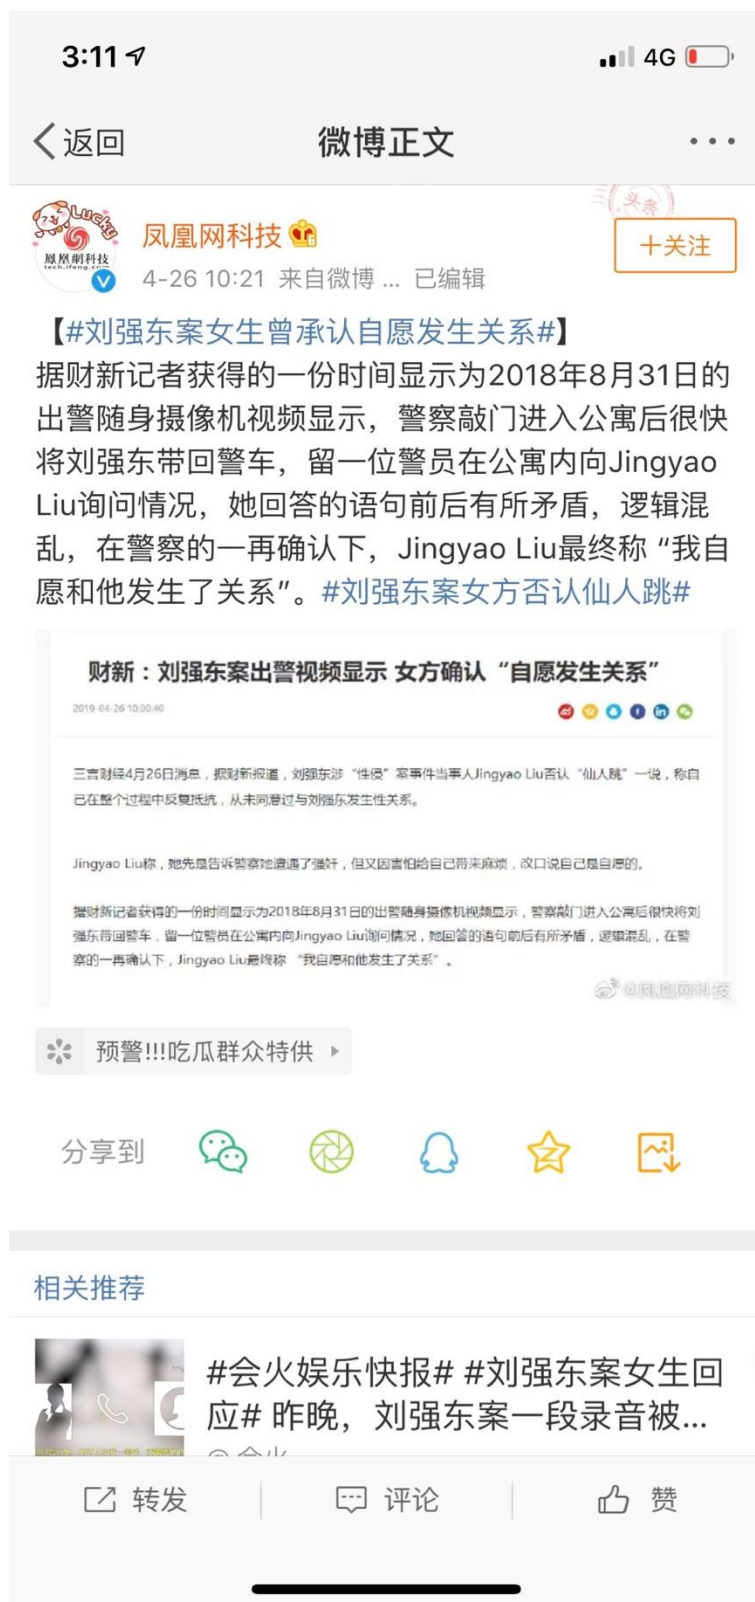 3:11
4G
返回
微博正文
Lucky
鳳凰網科技
tech.ifeng.com
凤凰网科技
头条
+关注
4-26 10:21 来自微博 ... 已编辑
【#刘强东案女生曾承认自愿发生关系#】
据财新记者获得的一份时间显示为2018年8月31日的
出警随身摄像机视频显示，警察敲门进入公寓后很快
将刘强东带回警车，留一位警员在公寓内向Jingyao
Liu询问情况，她回答的语句前后有所矛盾，逻辑混
乱，在警察的一再确认下，Jingyao Liu最终称 “我自
愿和他发生了关系”。#刘强东案女方否认仙人跳#
财新：刘强东案出警视频显示 女方确认“自愿发生关系”
2019-04-26 10:00:40
三言财经4月26日消息，据财新报道，刘强东涉“性侵”案事件当事人Jingyao Liu否认“仙人跳”一说，称自
己在整个过程中反复抵抗，从未同意过与刘强东发生性关系。
Jingyao Liu称，她先是告诉警察她遭遇了强奸，但又因害怕给自己带来麻烦，改口说自己是自愿的。
据财新记者获得的一份时间显示为2018年8月31日的出警随身摄像机视频显示，警察敲门进入公寓后很快将刘
强东带回警车，留一位警员在公寓内向Jingyao Liu询问情况，她回答的语句前后有所矛盾，逻辑混乱，在警
察的一再确认下，Jingyao Liu最终称 “我自愿和他发生了关系”。
@凤凰网科技
预警!!!吃瓜群众特供
分享到
相关推荐
#会火娱乐快报# #刘强东案女生回
应# 昨晚，刘强东案一段录音被...
转发
评论
赞